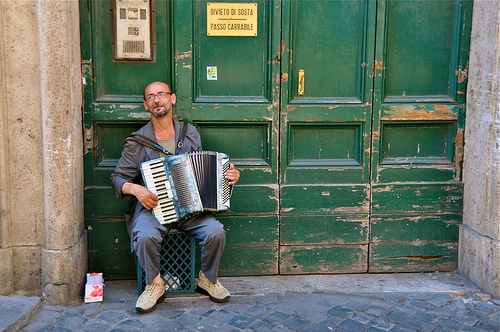 DIVIETO DI SOSTA
PASSO CARRABILE